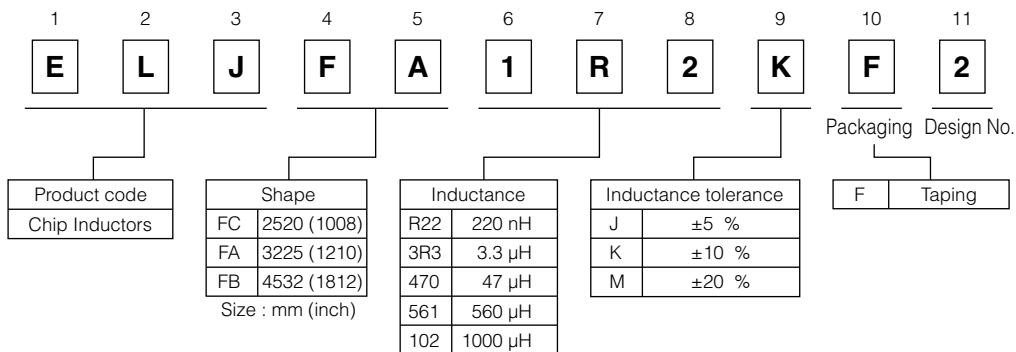 1 2 3 4 5 6 7 8 9 10 11
E L J F A 1 R 2 K F 2
Packaging Design No.
Product code
Chip Inductors
Shape
FC 2520 (1008)
FA 3225 (1210)
FB 4532 (1812)
Size : mm (inch)
Inductance
R22 220 nH
3R3 3.3 µH
470 47 µH
561 560 µH
102 1000 µH
Inductance tolerance
J ±5 %
K ±10 %
M ±20 %
F Taping